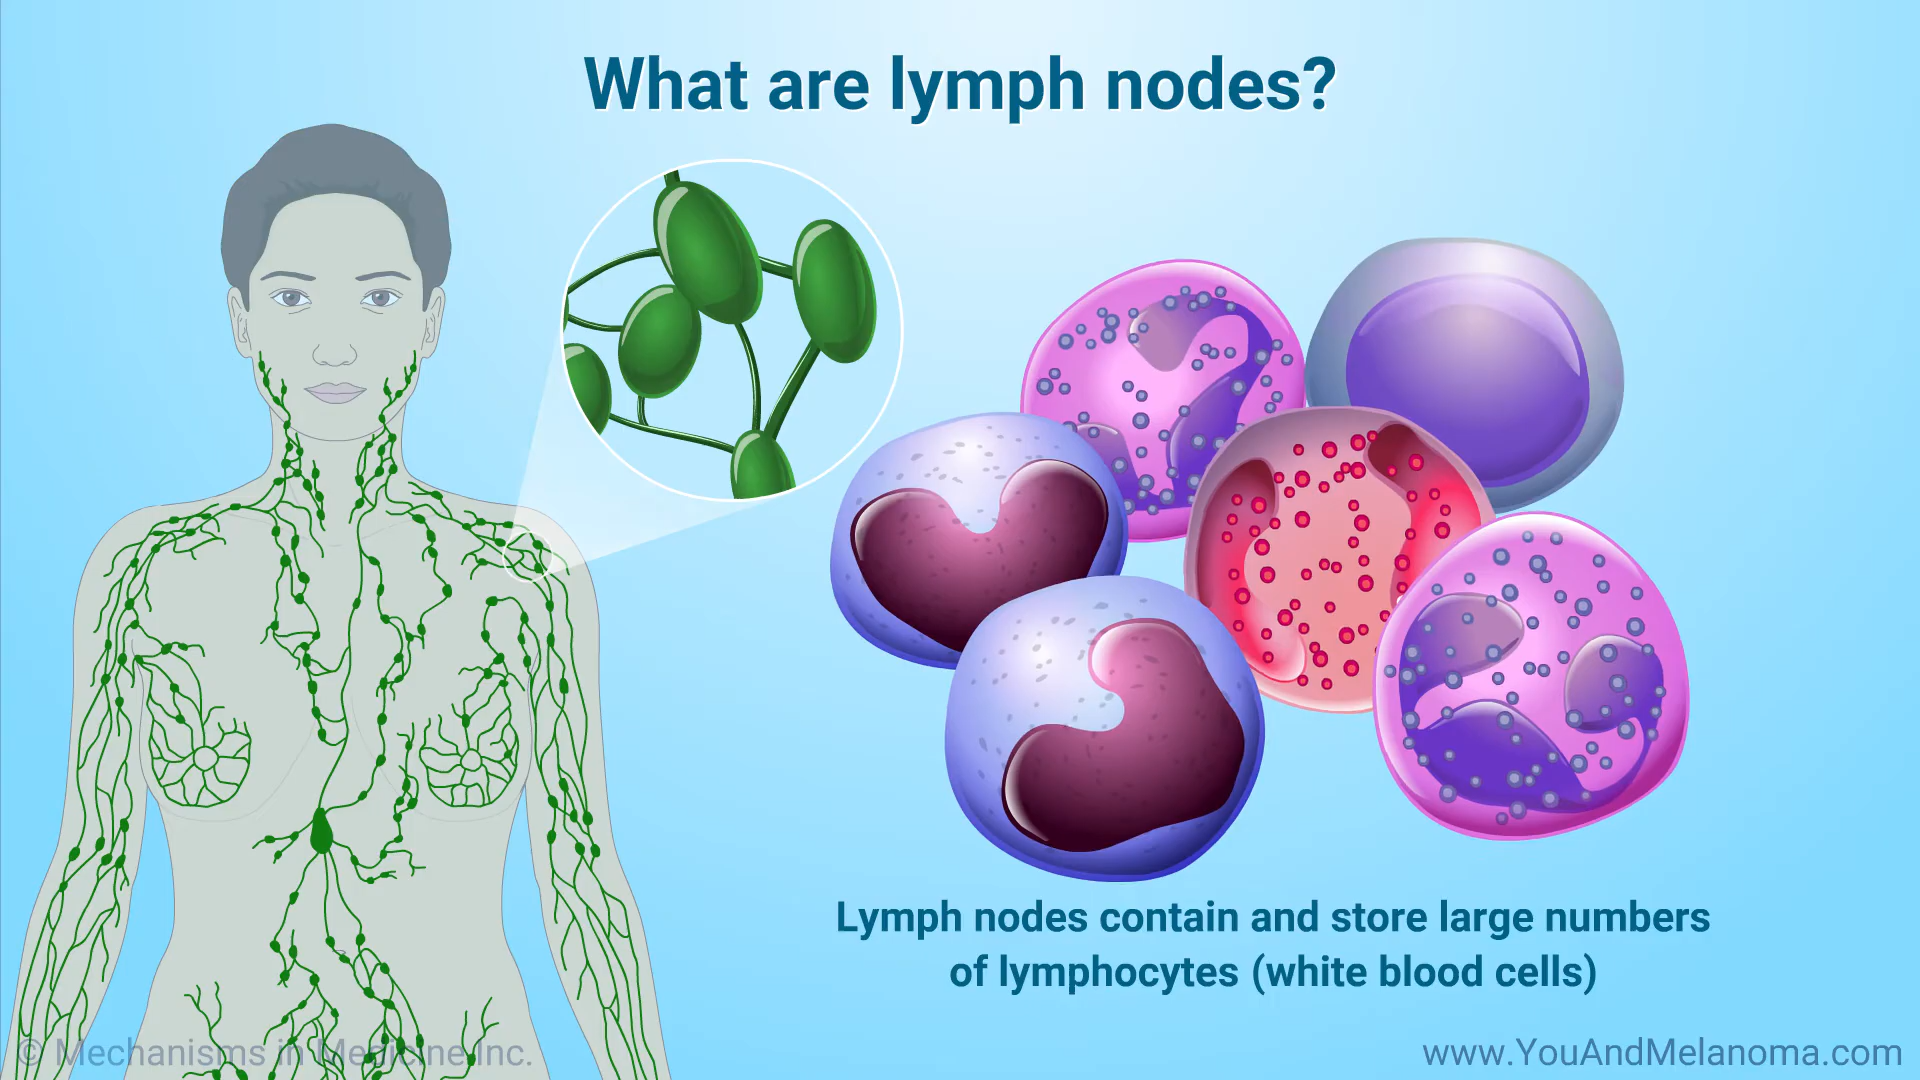 What are lymph nodes?
Lymph nodes contain and store large numbers
of lymphocytes (white blood cells)
© Mechanisms in Medicine Inc.
www.YouAndMelanoma.com